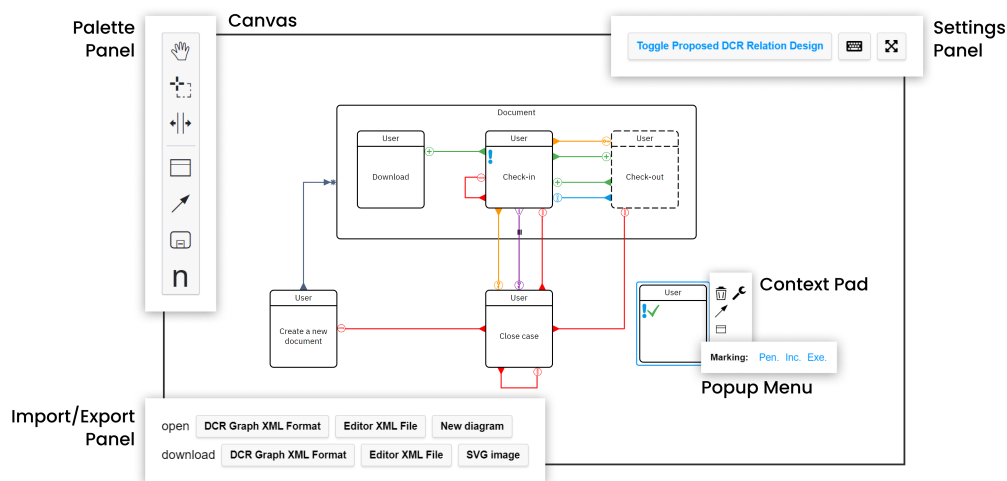 Palette
Panel
Canvas
Settings
Panel
Toggle Proposed DCR Relation Design
n
Document
User
Download
User
Check-in
User
Check-out
User
Create a new
document
User
Close case
User
Context Pad
Marking: Pen. Inc. Exe.
Popup Menu
Import/Export
Panel
open DCR Graph XML Format Editor XML File New diagram
download DCR Graph XML Format Editor XML File SVG image